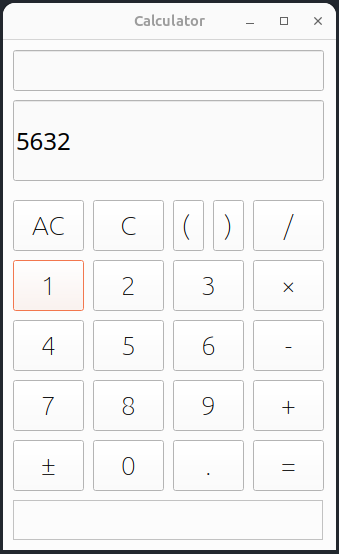 Calculator
5632
AC C ( ) /
1 2 3 ×
4 5 6 -
7 8 9 +
± 0 . =